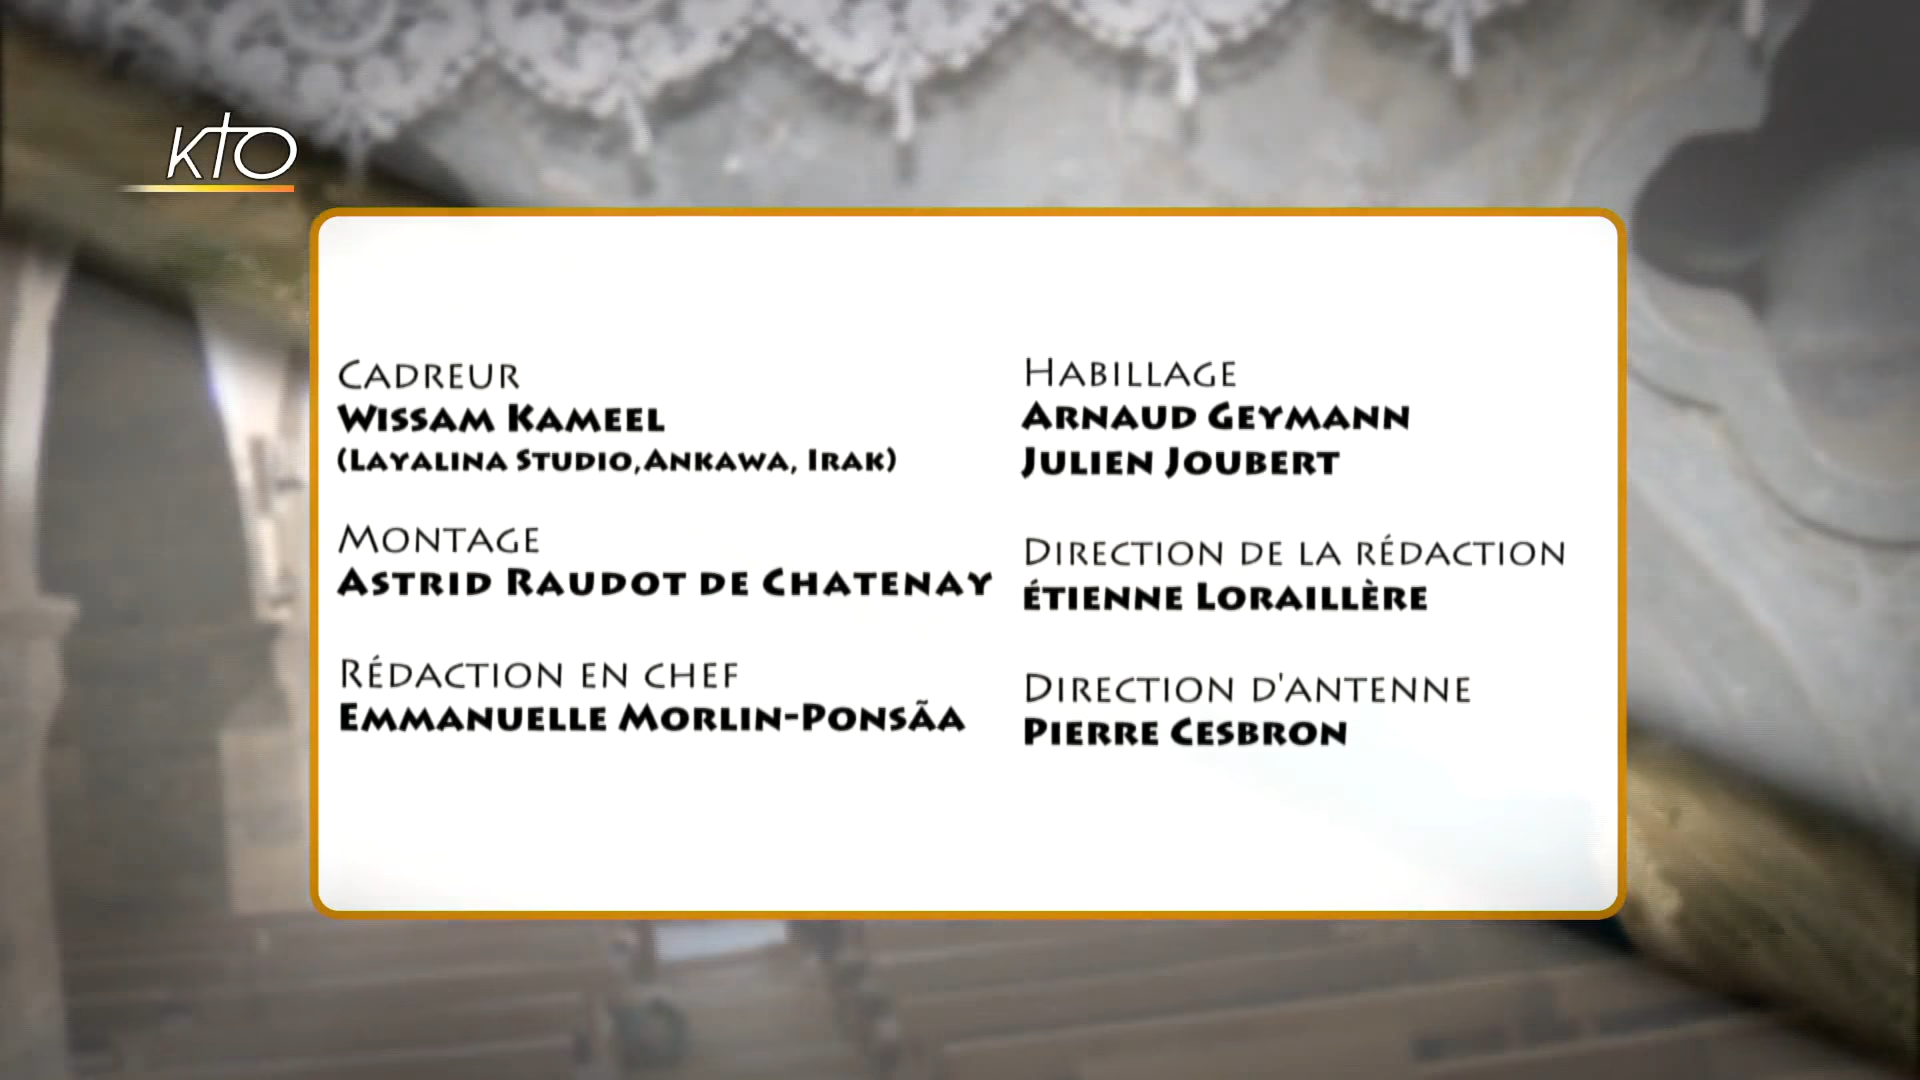 KTO
Cadreur
Wissam Kameel
(Layalina Studio,Ankawa, Irak)
Montage
Astrid Raudot de Chatenay
Rédaction en chef
Emmanuelle Morlin-Ponsãa
Habillage
Arnaud Geymann
Julien Joubert
Direction de la rédaction
étienne Loraillère
Direction d'antenne
Pierre Cesbron